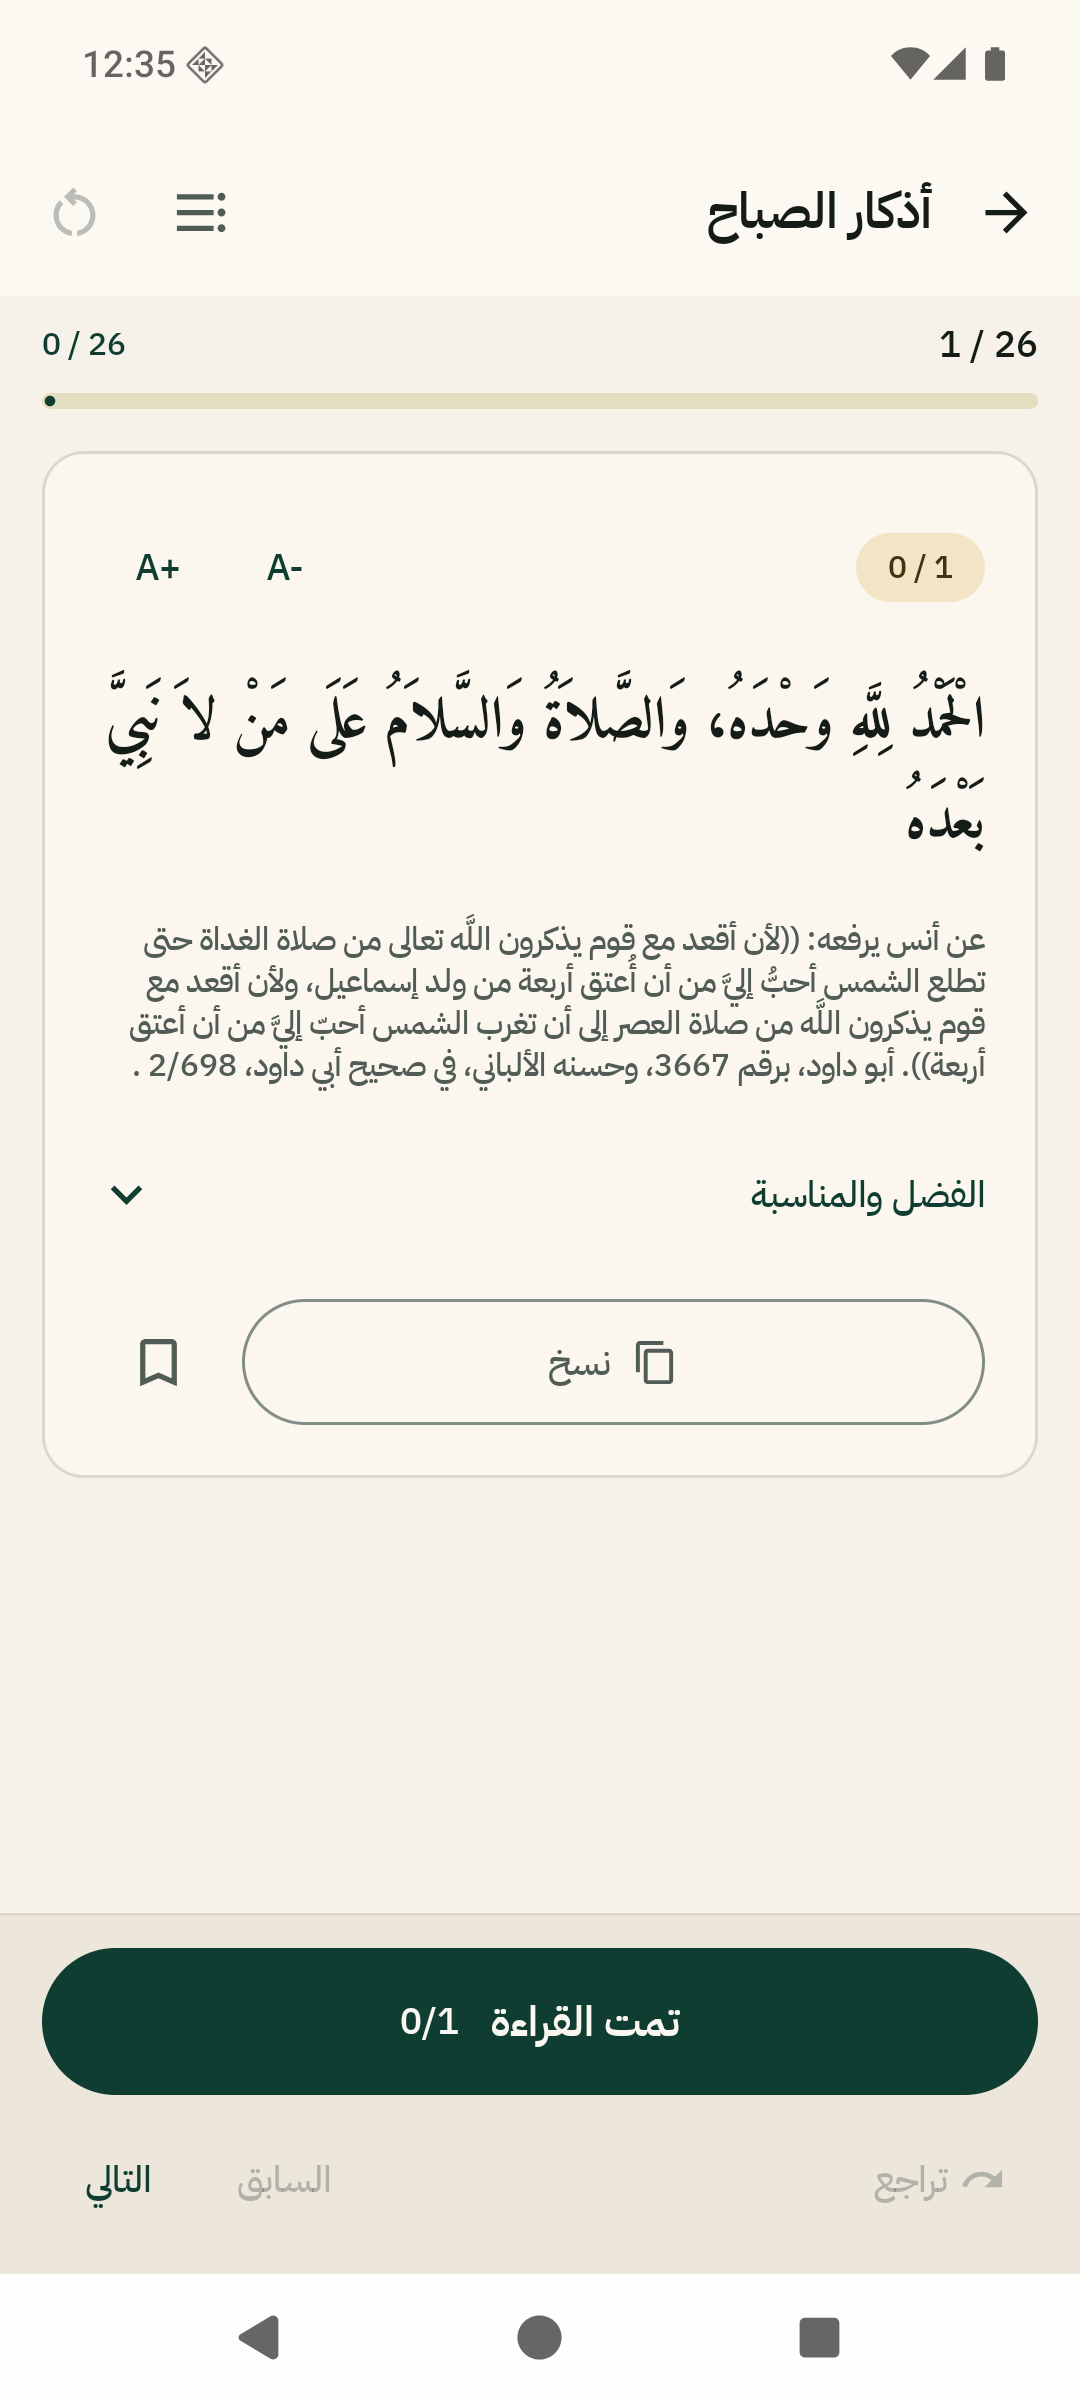 12:35
أذكار الصباح
1 / 26
0 / 26
0 / 1
A-
A+
الْحَمْدُ لِلَّهِ وَحْدَهُ، وَالصَّلاَةُ وَالسَّلاَمُ عَلَى مَنْ لاَ نَبِيَّ
بَعْدَهُ
عن أنس يرفعه: ((لأن أقعد مع قوم يذكرون اللَّه تعالى من صلاة الغداة حتى
تطلع الشمس أحبُّ إليَّ من أن أُعتق أربعة من ولد إسماعيل، ولأن أقعد مع
قوم يذكرون اللَّه من صلاة العصر إلى أن تغرب الشمس أحبّ إليَّ من أن أعتق
أربعة)). أبو داود، برقم 3667، وحسنه الألباني، في صحيح أبي داود، 2/698 .
الفضل والمناسبة
نسخ
تمت القراءة 0/1
تراجع
السابق
التالي